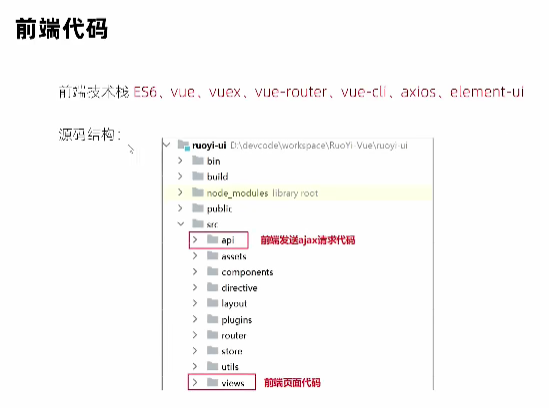 前端代码
前端技术栈 ES6、vue、vuex、vue-router、vue-cli、axios、element-ui
源码结构：
ruoyi-ui D:\devcode\workspace\RuoYi-Vue\ruoyi-ui
bin
build
node_modules library root
public
src
api 前端发送ajax请求代码
assets
components
directive
layout
plugins
router
store
utils
views 前端页面代码